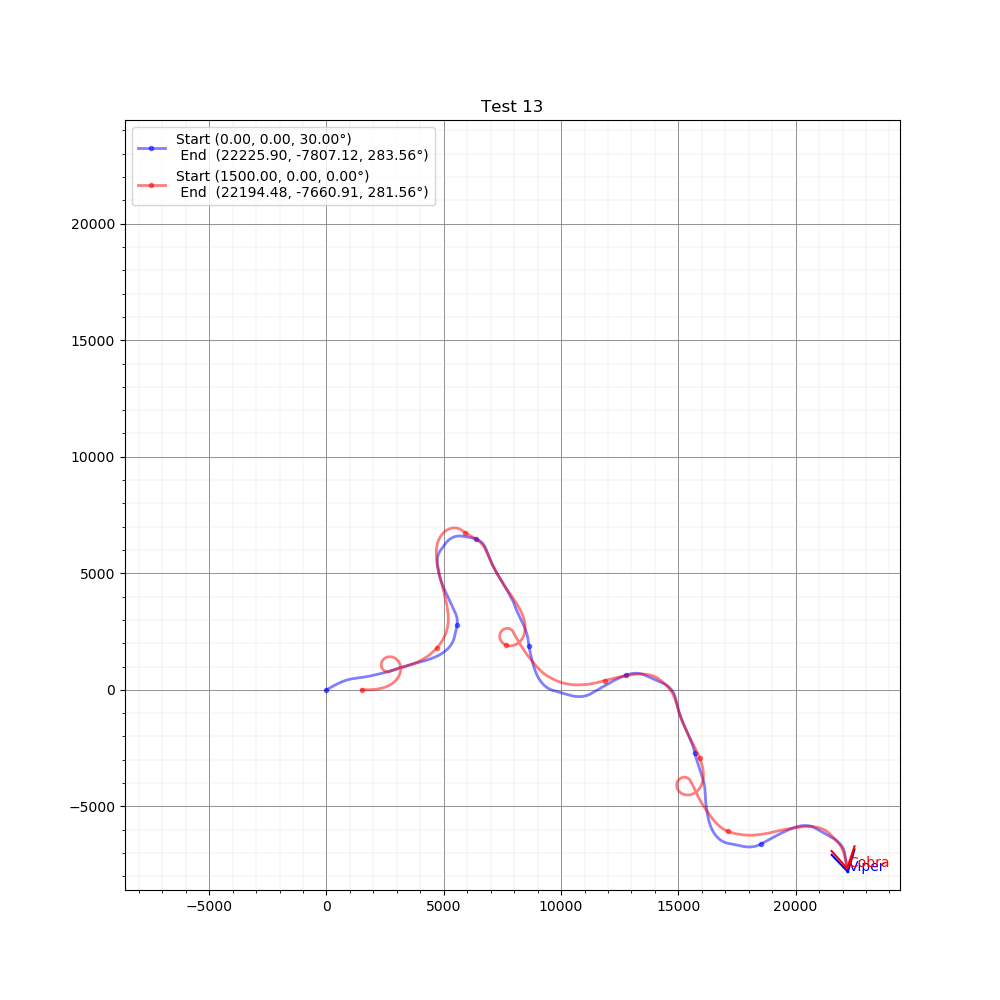 Test 13
Start (0.00, 0.00, 30.00°)
End (22225.90, -7807.12, 283.56°)
Start (1500.00, 0.00, 0.00°)
End (22194.48, -7660.91, 281.56°)
20000
15000
10000
5000
0
−5000
Cobra
Viper
−5000 0 5000 10000 15000 20000